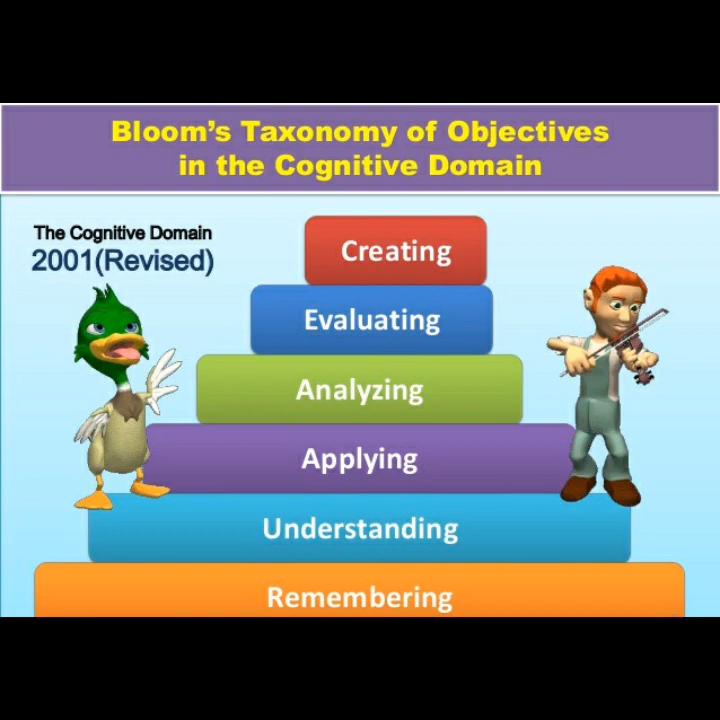 Bloom's Taxonomy of Objectives
in the Cognitive Domain
The Cognitive Domain
2001(Revised)
Creating
Evaluating
Analyzing
Applying
Understanding
Remembering